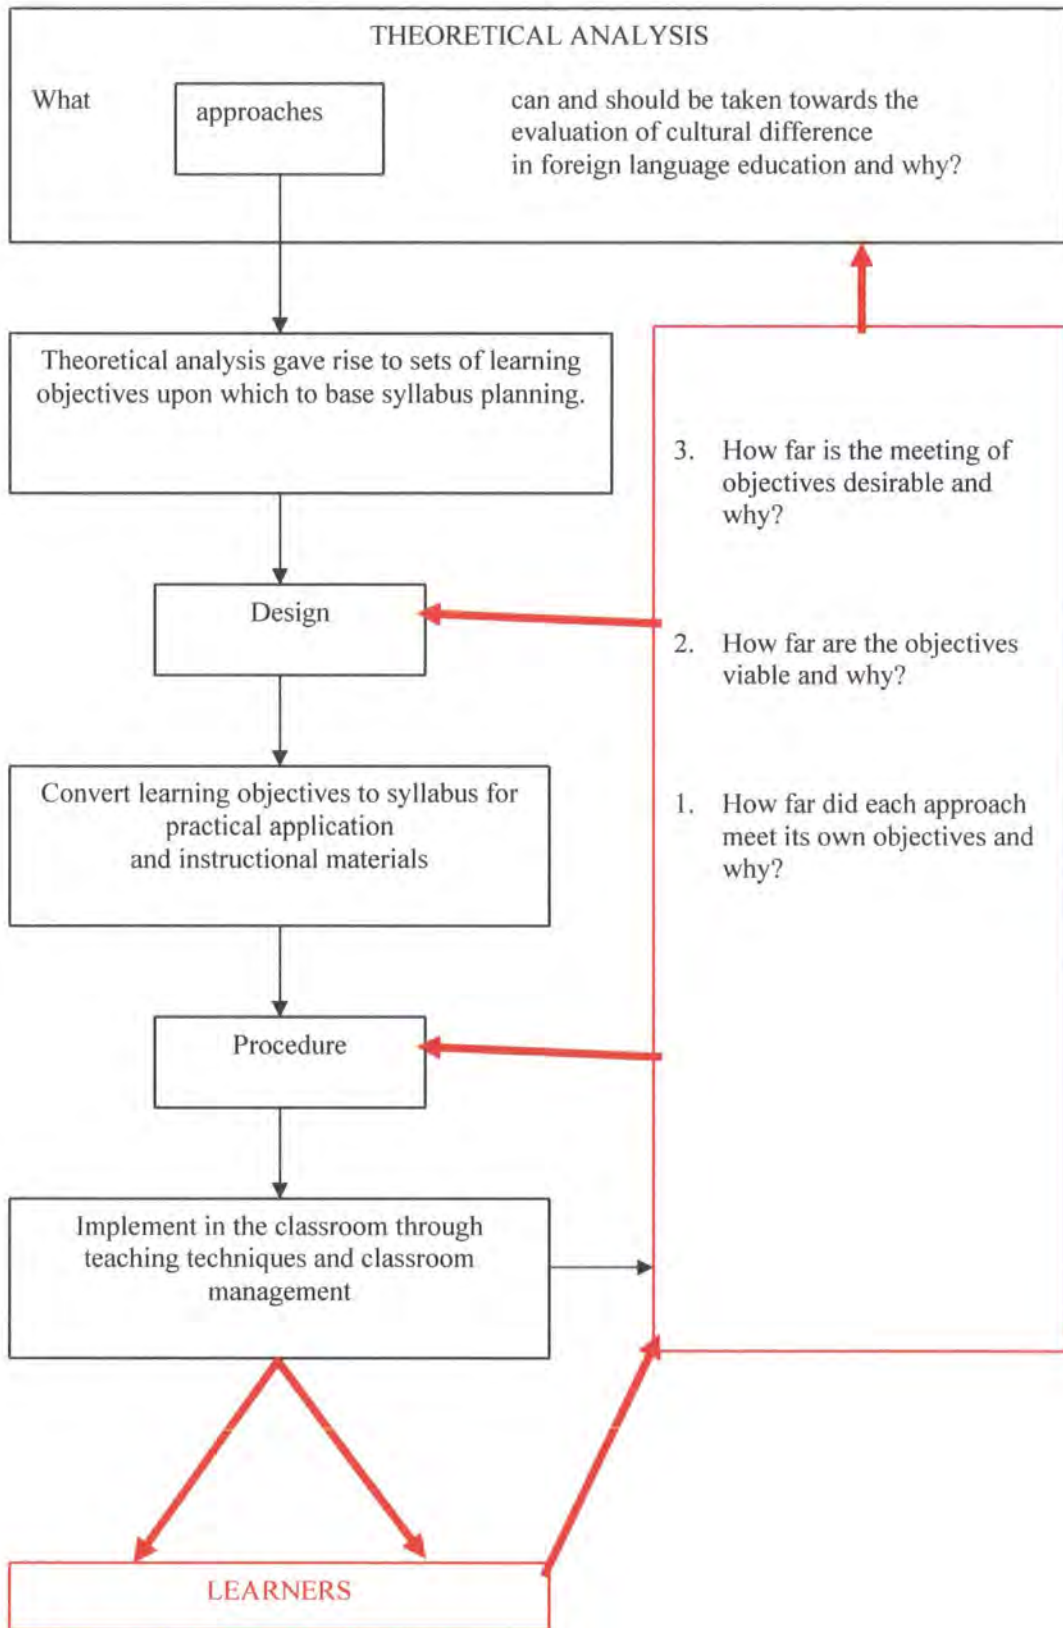 THEORETICAL ANALYSIS
What
approaches
can and should be taken towards the
evaluation of cultural difference
in foreign language education and why?
Theoretical analysis gave rise to sets of learning
objectives upon which to base syllabus planning.
Design
Convert learning objectives to syllabus for
practical application
and instructional materials
Procedure
Implement in the classroom through
teaching techniques and classroom
management
3. How far is the meeting of
objectives desirable and
why?
2. How far are the objectives
viable and why?
1. How far did each approach
meet its own objectives and
why?
LEARNERS